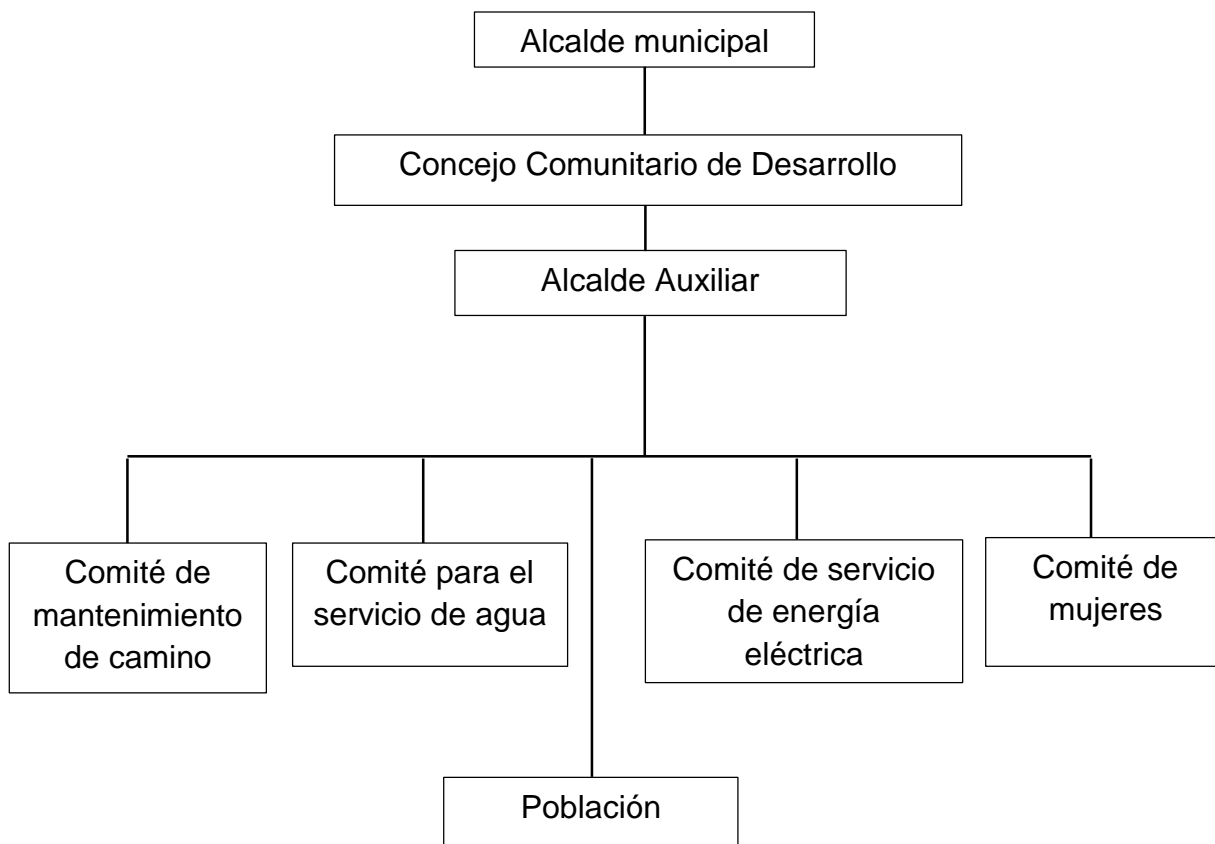 Alcalde municipal
Concejo Comunitario de Desarrollo
Alcalde Auxiliar
Comité de
mantenimiento
de camino
Comité para el
servicio de agua
Comité de servicio
de energía
eléctrica
Comité de
mujeres
Población